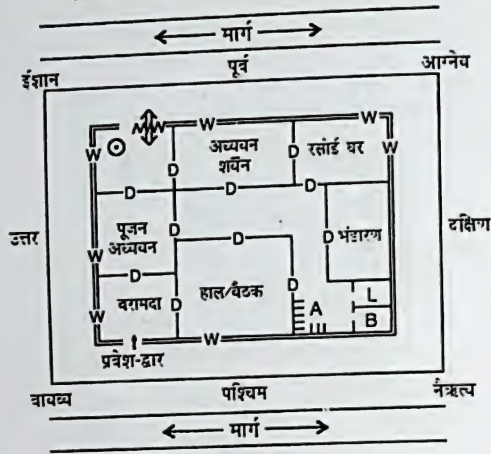 मार्ग
पूर्व
ईशान
आग्नेय
W
W
W
अध्ययन
शयन
रसोई घर
D
D
W
D
D
D
उत्तर
पूजन
अध्ययन
D
D
D
भंडारण
दक्षिण
W
D
वरामदा
D
हाल/बैठक
D
A
L
B
W
W
प्रवेश-द्वार
वायव्य
पश्चिम
नैऋत्य
मार्ग